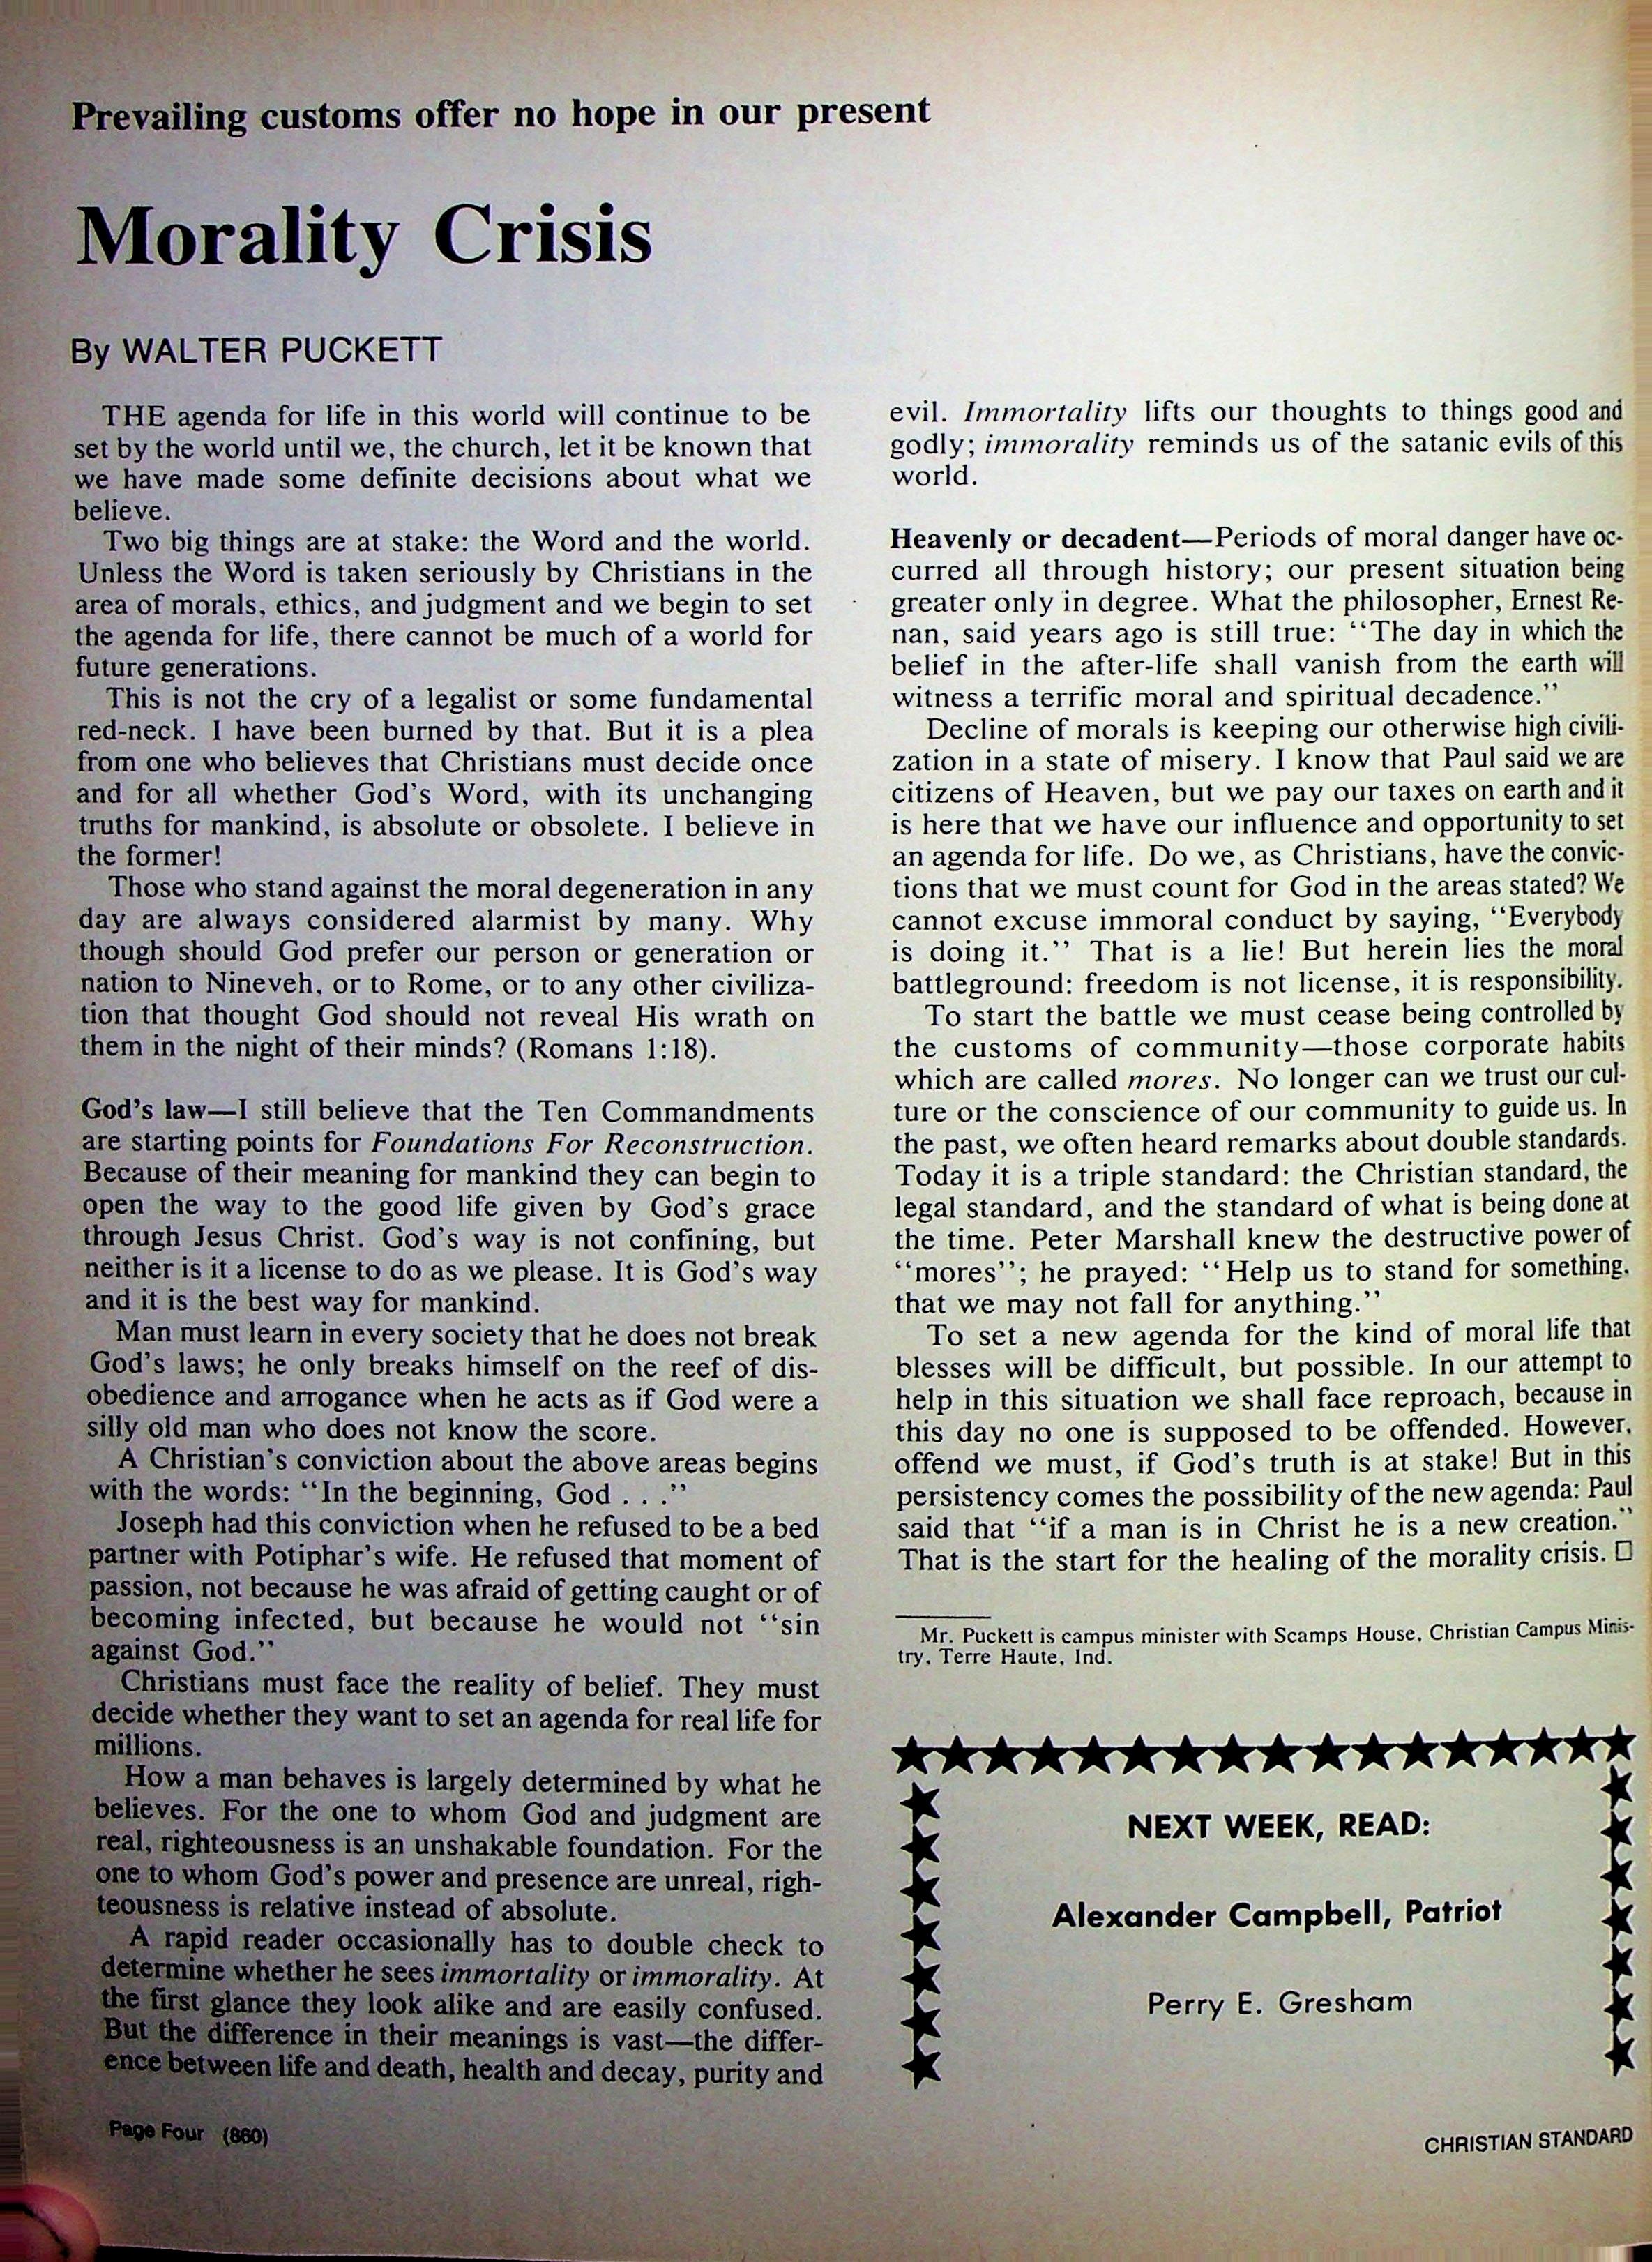 Prevailing customs offer no hope in our present
Morality Crisis
By WALTER PUCKETT
THE agenda for life in this world will continue to be
set by the world until we, the church, let it be known that
we have made some definite decisions about what we
believe.
Two big things are at stake: the Word and the world.
Unless the Word is taken seriously by Christians in the
area of morals, ethics, and judgment and we begin to set
the agenda for life, there cannot be much of a world for
future generations.
This is not the cry of a legalist or some fundamental
red-neck. I have been burned by that. But it is a plea
from one who believes that Christians must decide once
and for all whether God's Word, with its unchanging
truths for mankind, is absolute or obsolete. I believe in
the former!
Those who stand against the moral degeneration in any
day are always considered alarmist by many. Why
though should God prefer our person or generation or
nation to Nineveh, or to Rome, or to any other civiliza-
tion that thought God should not reveal His wrath on
them in the night of their minds? (Romans 1:18).
God's law—I still believe that the Ten Commandments
are starting points for Foundations For Reconstruction.
Because of their meaning for mankind they can begin to
open the way to the good life given by God's grace
through Jesus Christ. God's way is not confining, but
neither is it a license to do as we please. It is God's way
and it is the best way for mankind.
Man must learn in every society that he does not break
God's laws; he only breaks himself on the reef of dis-
obedience and arrogance when he acts as if God were a
silly old man who does not know the score.
A Christian's conviction about the above areas begins
with the words: "In the beginning, God . . ."
Joseph had this conviction when he refused to be a bed
partner with Potiphar's wife. He refused that moment of
passion, not because he was afraid of getting caught or of
becoming infected, but because he would not "sin
against God."
Christians must face the reality of belief. They must
decide whether they want to set an agenda for real life for
millions.
How a man behaves is largely determined by what he
believes. For the one to whom God and judgment are
real, righteousness is an unshakable foundation. For the
one to whom God's power and presence are unreal, righ-
teousness is relative instead of absolute.
A rapid reader occasionally has to double check to
determine whether he sees immortality or immorality. At
the first glance they look alike and are easily confused.
But the difference in their meanings is vast—the differ-
ence between life and death, health and decay, purity and
evil. Immortality lifts our thoughts to things good and
godly; immorality reminds us of the satanic evils of this
world.
Heavenly or decadent—Periods of moral danger have oc-
curred all through history; our present situation being
greater only in degree. What the philosopher, Ernest Re-
nan, said years ago is still true: "The day in which the
belief in the after-life shall vanish from the earth will
witness a terrific moral and spiritual decadence."
Decline of morals is keeping our otherwise high civili-
zation in a state of misery. I know that Paul said we are
citizens of Heaven, but we pay our taxes on earth and it
is here that we have our influence and opportunity to set
an agenda for life. Do we, as Christians, have the convic-
tions that we must count for God in the areas stated? We
cannot excuse immoral conduct by saying, "Everybody
is doing it." That is a lie! But herein lies the moral
battleground: freedom is not license, it is responsibility.
To start the battle we must cease being controlled by
the customs of community—those corporate habits
which are called mores. No longer can we trust our cul-
ture or the conscience of our community to guide us. In
the past, we often heard remarks about double standards.
Today it is a triple standard: the Christian standard, the
legal standard, and the standard of what is being done at
the time. Peter Marshall knew the destructive power of
"mores"; he prayed: "Help us to stand for something,
that we may not fall for anything."
To set a new agenda for the kind of moral life that
blesses will be difficult, but possible. In our attempt to
help in this situation we shall face reproach, because in
this day no one is supposed to be offended. However,
offend we must, if God's truth is at stake! But in this
persistency comes the possibility of the new agenda: Paul
said that "if a man is in Christ he is a new creation."
That is the start for the healing of the morality crisis. □
Mr. Puckett is campus minister with Scamps House, Christian Campus Minis-
try, Terre Haute, Ind.
NEXT WEEK, READ:
Alexander Campbell, Patriot
Perry E. Gresham
Page Four (860)
CHRISTIAN STANDARD